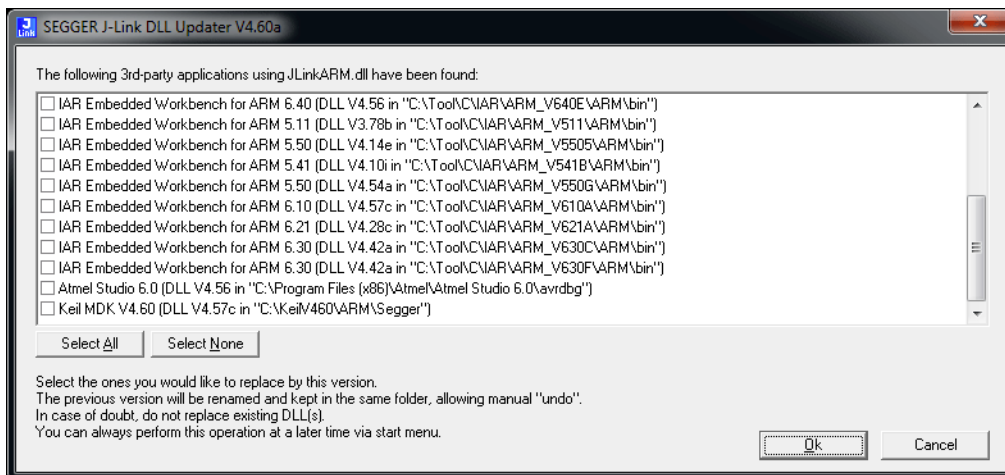 J
Link
SEGGER J-Link DLL Updater V4.60a
The following 3rd-party applications using JLinkARM.dll have been found:
IAR Embedded Workbench for ARM 6.40 (DLL V4.56 in "C:\Tool\C\IAR\ARM_V640E\ARM\bin")
IAR Embedded Workbench for ARM 5.11 (DLL V3.78b in "C:\Tool\C\IAR\ARM_V511\ARM\bin")
IAR Embedded Workbench for ARM 5.50 (DLL V4.14e in "C:\Tool\C\IAR\ARM_V5505\ARM\bin")
IAR Embedded Workbench for ARM 5.41 (DLL V4.10i in "C:\Tool\C\IAR\ARM_V541B\ARM\bin")
IAR Embedded Workbench for ARM 5.50 (DLL V4.54a in "C:\Tool\C\IAR\ARM_V550G\ARM\bin")
IAR Embedded Workbench for ARM 6.10 (DLL V4.57c in "C:\Tool\C\IAR\ARM_V610A\ARM\bin")
IAR Embedded Workbench for ARM 6.21 (DLL V4.28c in "C:\Tool\C\IAR\ARM_V621A\ARM\bin")
IAR Embedded Workbench for ARM 6.30 (DLL V4.42a in "C:\Tool\C\IAR\ARM_V630C\ARM\bin")
IAR Embedded Workbench for ARM 6.30 (DLL V4.42a in "C:\Tool\C\IAR\ARM_V630F\ARM\bin")
Atmel Studio 6.0 (DLL V4.56 in "C:\Program Files (x86)\Atmel\Atmel Studio 6.0\avrdbg")
Keil MDK V4.60 (DLL V4.57c in "C:\KeilV460\ARM\Segger")
Select All
Select None
Select the ones you would like to replace by this version.
The previous version will be renamed and kept in the same folder, allowing manual "undo".
In case of doubt, do not replace existing DLL(s).
You can always perform this operation at a later time via start menu.
Ok
Cancel